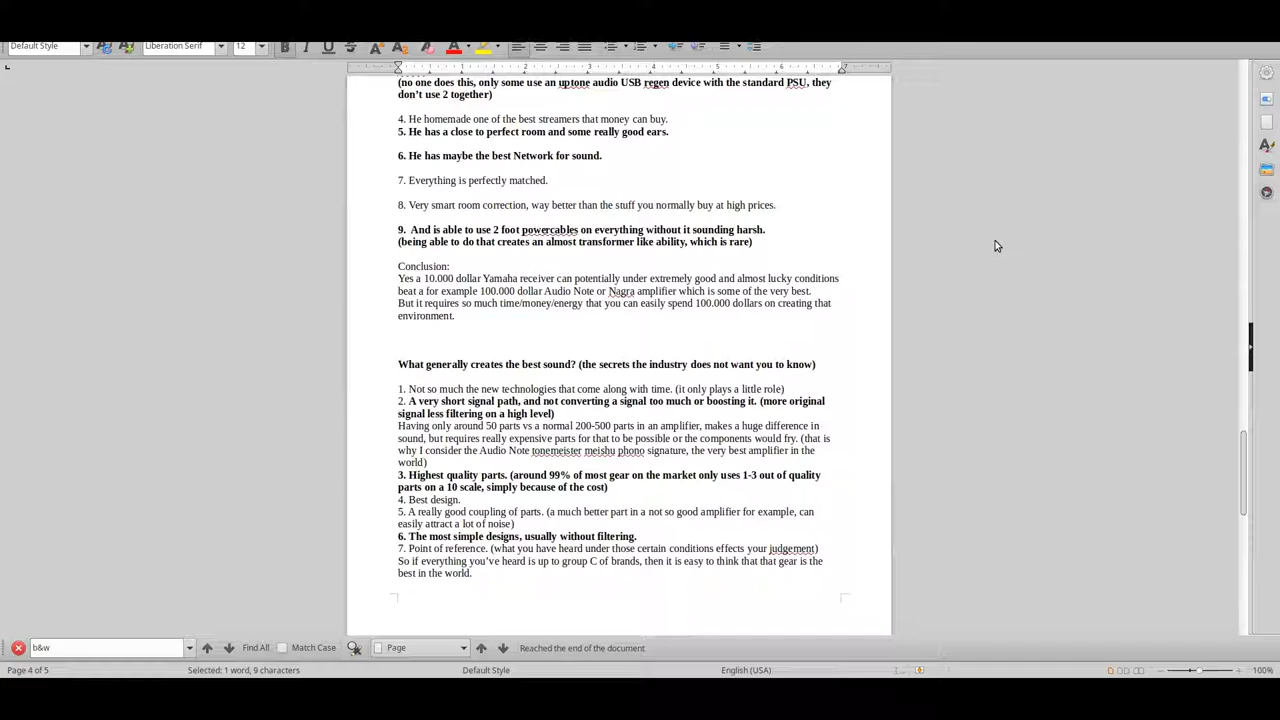 Default Style
Liberation Serif
12
1 2 3 4 5 6 7
(no one does this, only some use an uptone audio USB regen device with the standard PSU, they
don't use 2 together)
4. He homemade one of the best streamers that money can buy.
5. He has a close to perfect room and some really good ears.
6. He has maybe the best Network for sound.
7. Everything is perfectly matched.
8. Very smart room correction, way better than the stuff you normally buy at high prices.
9. And is able to use 2 foot powercables on everything without it sounding harsh.
(being able to do that creates an almost transformer like ability, which is rare)
Conclusion:
Yes a 10.000 dollar Yamaha receiver can potentially under extremely good and almost lucky conditions
beat a for example 100.000 dollar Audio Note or Nagra amplifier which is some of the very best.
But it requires so much time/money/energy that you can easily spend 100.000 dollars on creating that
environment.
What generally creates the best sound? (the secrets the industry does not want you to know)
1. Not so much the new technologies that come along with time. (it only plays a little role)
2. A very short signal path, and not converting a signal too much or boosting it. (more original
signal less filtering on a high level)
Having only around 50 parts vs a normal 200-500 parts in an amplifier, makes a huge difference in
sound, but requires really expensive parts for that to be possible or the components would fry. (that is
why I consider the Audio Note tonemeister meishu phono signature, the very best amplifier in the
world)
3. Highest quality parts. (around 99% of most gear on the market only uses 1-3 out of quality
parts on a 10 scale, simply because of the cost)
4. Best design.
5. A really good coupling of parts. (a much better part in a not so good amplifier for example, can
easily attract a lot of noise)
6. The most simple designs, usually without filtering.
7. Point of reference. (what you have heard under those certain conditions effects your judgement)
So if everything you've heard is up to group C of brands, then it is easy to think that that gear is the
best in the world.
b&w
Find All
Match Case
Page
Reached the end of the document
Page 4 of 5
Selected: 1 word, 9 characters
Default Style
English (USA)
100%